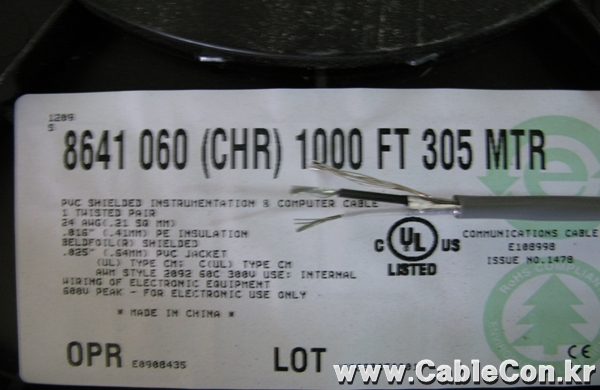 1209
5
8641 060 (CHR) 1000 FT 305 MTR
PVC SHIELDED INSTRUMENTATION & COMPUTER CABLE
1 TWISTED PAIR
24 AWG(.21 SQ MM)
.016" (.41MM) PE INSULATION
BELDFOIL(R) SHIELDED
.025" (.64MM) PVC JACKET
(UL) TYPE CM; C(UL) TYPE CM
AWM STYLE 2092 60C 300V USE: INTERNAL
WIRING OF ELECTRONIC EQUIPMENT
600V PEAK - FOR ELECTRONIC USE ONLY
* MADE IN CHINA *
C UL US
LISTED
COMMUNICATIONS CABLE
E108998
ISSUE NO.1478
RoHS COMPLIANT
OPR E0908435
LOT
CE
www.CableCon.kr